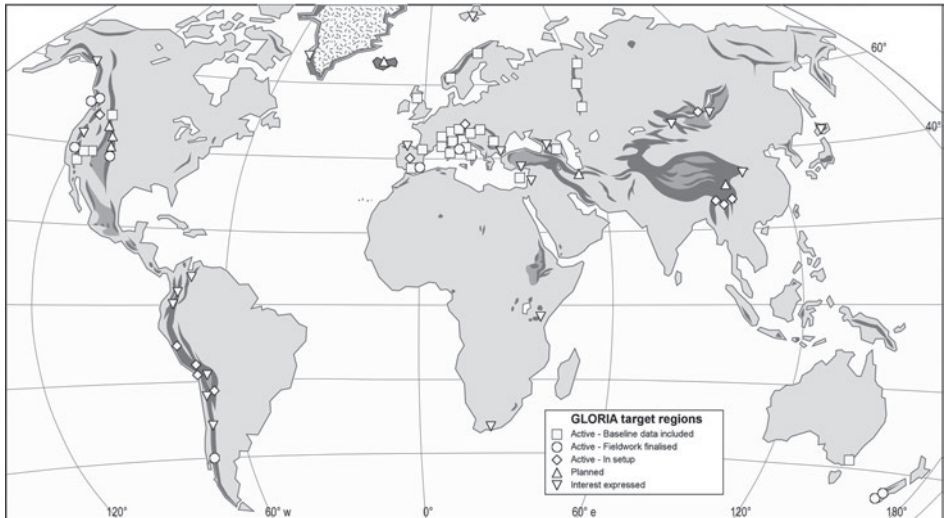 60°
40°
GLORIA target regions
Active - Baseline data included
Active - Fieldwork finalised
Active - In setup
Planned
Interest expressed
120°
60° w
0°
60° e
120°
180°